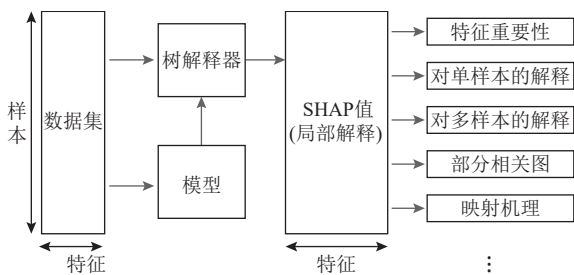 样本
数据集
特征
树解释器
模型
SHAP值
(局部解释)
特征
特征重要性
对单样本的解释
对多样本的解释
部分相关图
映射机理
⋮